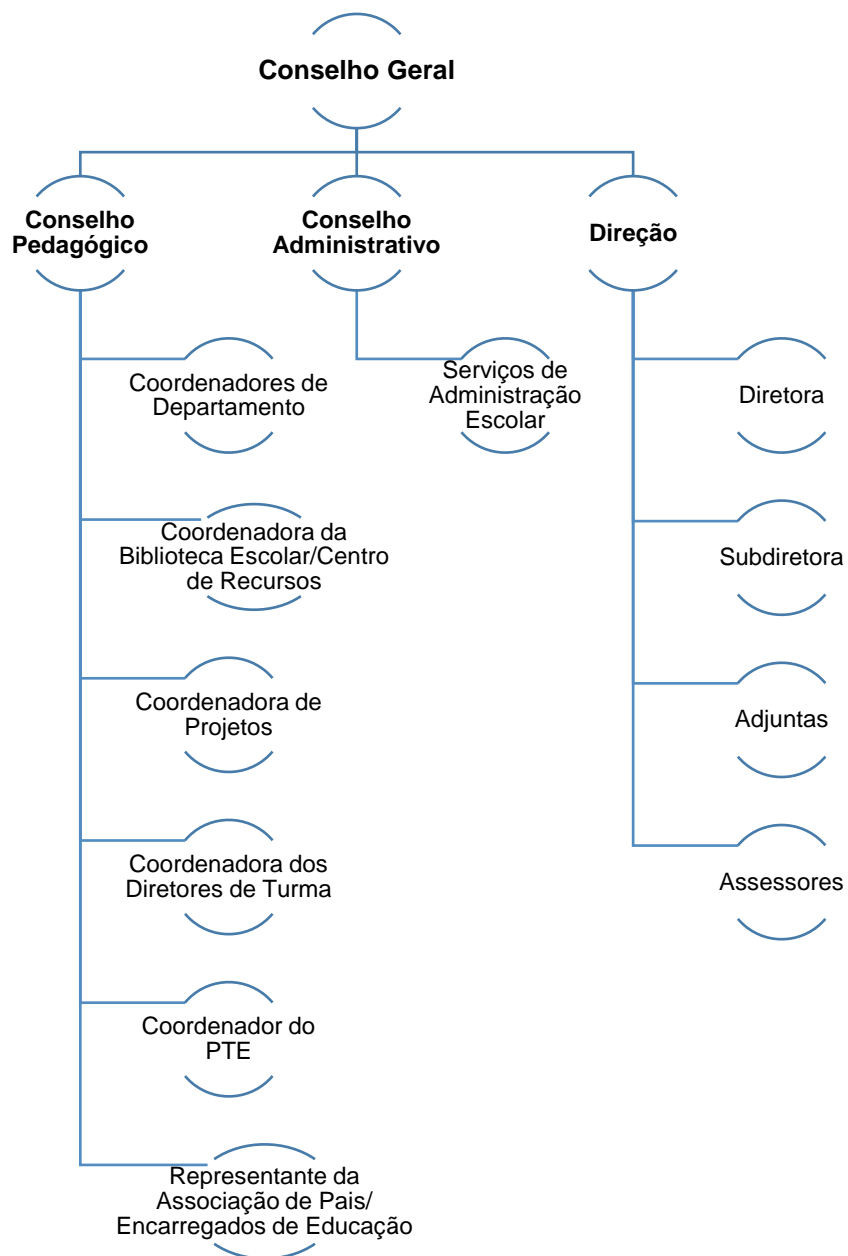 Conselho Geral
Conselho
Pedagógico
Conselho
Administrativo
Direção
Coordenadores de
Departamento
Coordenadora da
Biblioteca Escolar/Centro
de Recursos
Coordenadora de
Projetos
Coordenadora dos
Diretores de Turma
Coordenador do
PTE
Representante da
Associação de Pais/
Encarregados de Educação
Serviços de
Administração
Escolar
Diretora
Subdiretora
Adjuntas
Assessores